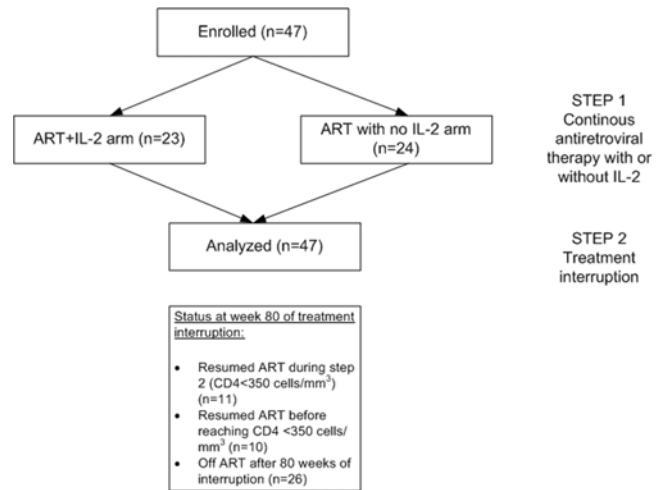 Enrolled (n=47)
ART+IL-2 arm (n=23)
ART with no IL-2 arm
(n=24)
STEP 1
Continous
antiretroviral
therapy with or
without IL-2
Analyzed (n=47)
STEP 2
Treatment
interruption
Status at week 80 of treatment
interruption:
• Resumed ART during step
2 (CD4<350 cells/mm³)
(n=11)
• Resumed ART before
reaching CD4 <350 cells/
mm³ (n=10)
• Off ART after 80 weeks of
interruption (n=26)